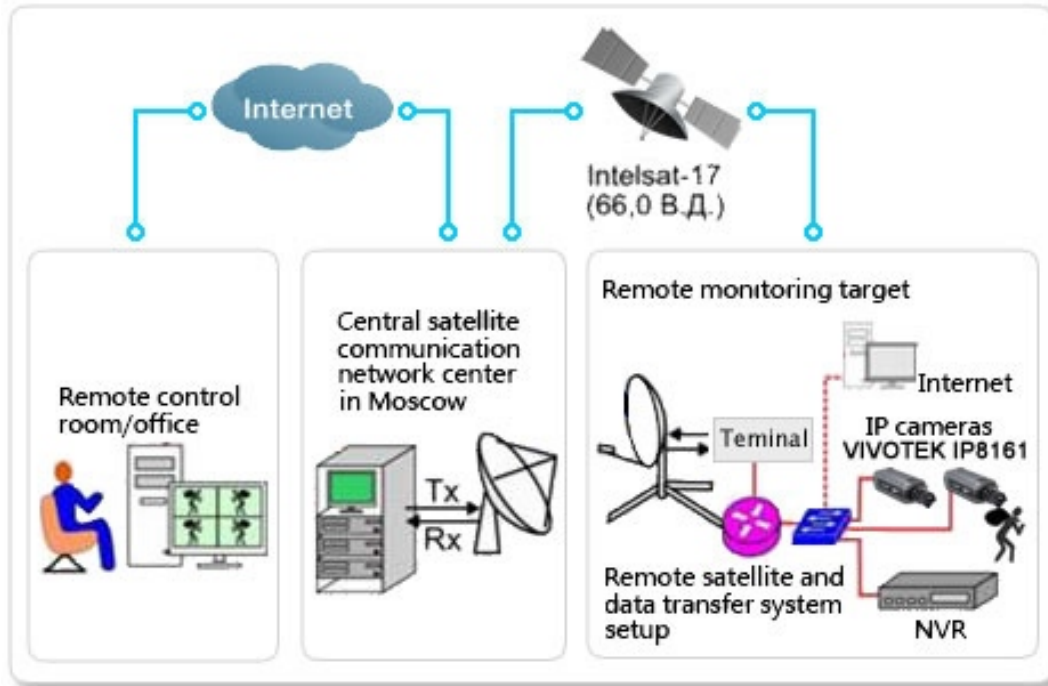 Internet
Intelsat-17
(66,0 В.Д.)
Remote control
room/office
Central satellite
communication
network center
in Moscow
Tx
Rx
Remote monitoring target
Internet
Teminal
IP cameras
VIVOTEK IP8161
Remote satellite and
data transfer system
setup
NVR